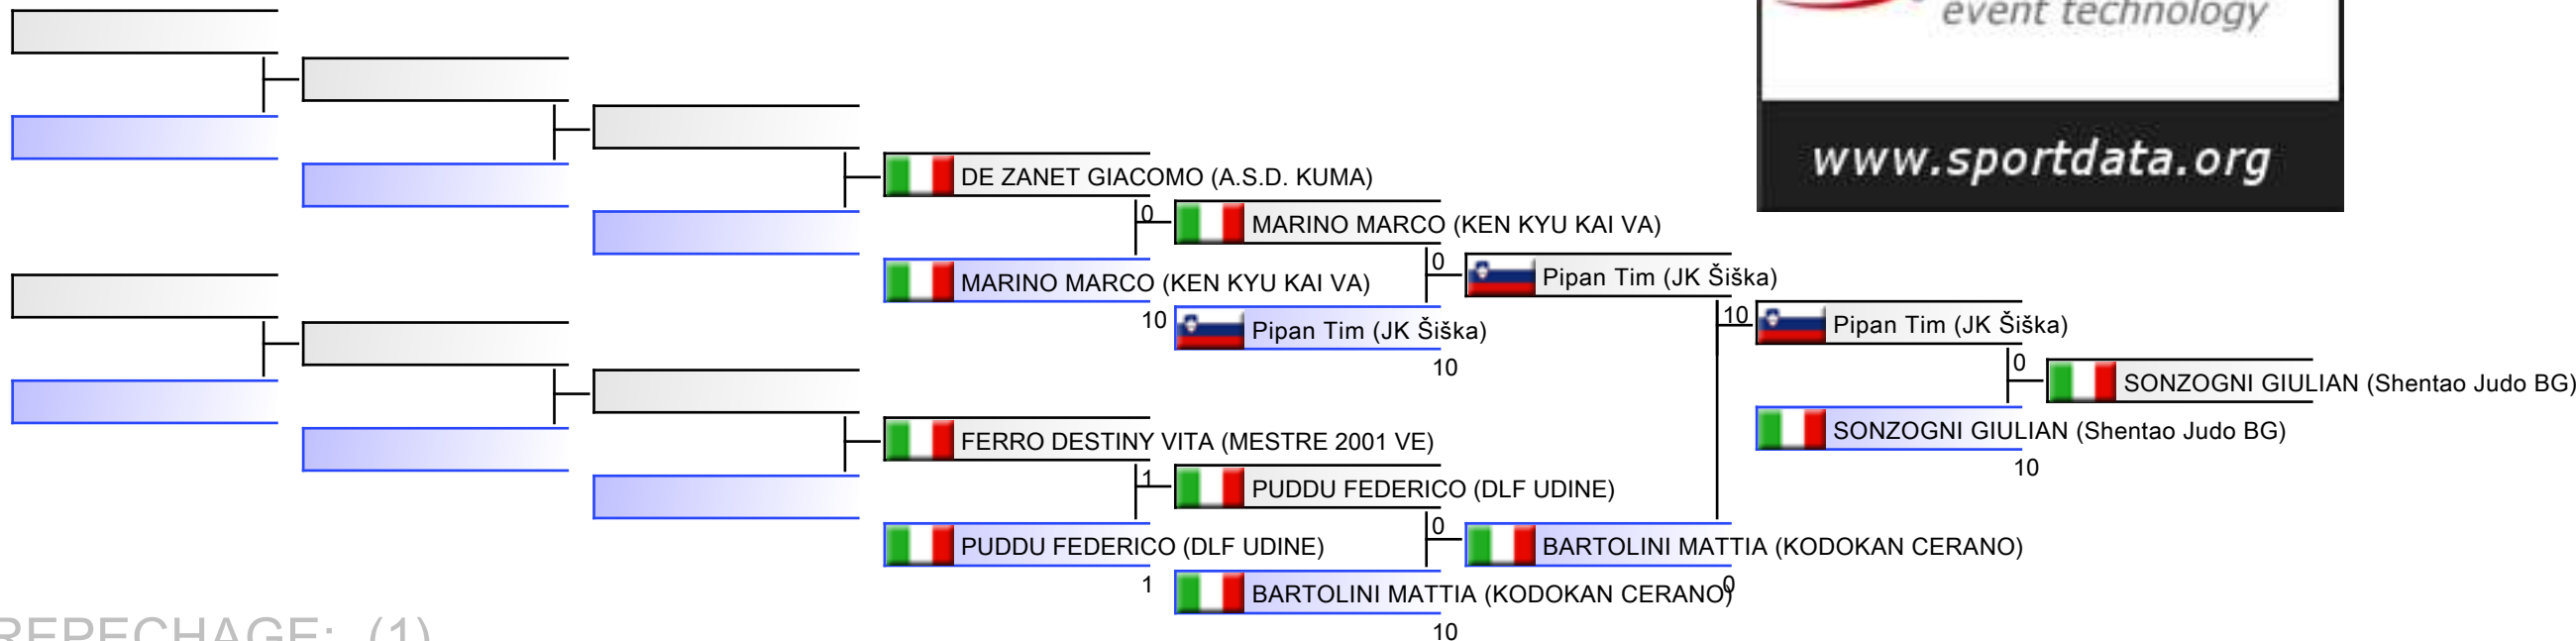 event technology
www.sportdata.org
DE ZANET GIACOMO (A.S.D. KUMA)
0
MARINO MARCO (KEN KYU KAI VA)
0
MARINO MARCO (KEN KYU KAI VA)
Pipan Tim (JK Šiška)
10
Pipan Tim (JK Šiška)
10
10
Pipan Tim (JK Šiška)
0
SONZOGNI GIULIAN (Shentao Judo BG)
SONZOGNI GIULIAN (Shentao Judo BG)
10
FERRO DESTINY VITA (MESTRE 2001 VE)
1
PUDDU FEDERICO (DLF UDINE)
0
PUDDU FEDERICO (DLF UDINE)
BARTOLINI MATTIA (KODOKAN CERANO)
1
BARTOLINI MATTIA (KODOKAN CERANO)
0
10
REPECHAGE: (1)